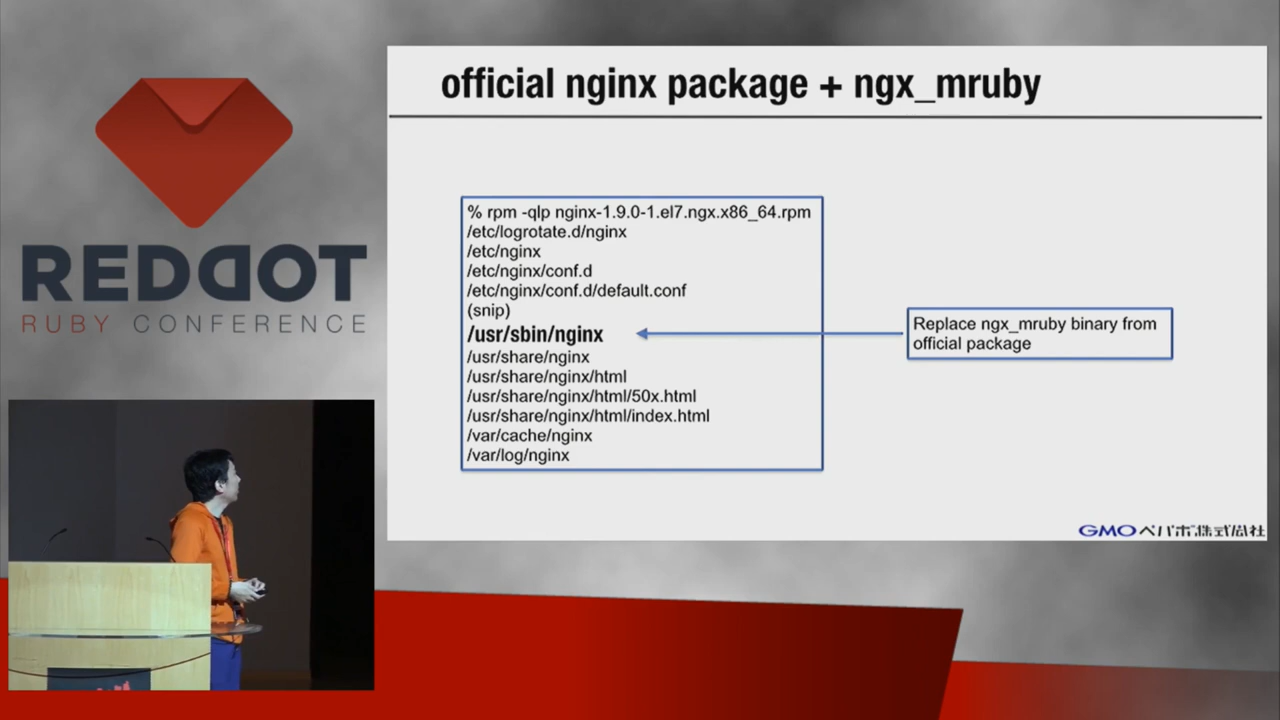 official nginx package + ngx_mruby
% rpm -qlp nginx-1.9.0-1.el7.ngx.x86_64.rpm
/etc/logrotate.d/nginx
/etc/nginx
/etc/nginx/conf.d
/etc/nginx/conf.d/default.conf
(snip)
/usr/sbin/nginx
/usr/share/nginx
/usr/share/nginx/html
/usr/share/nginx/html/50x.html
/usr/share/nginx/html/index.html
/var/cache/nginx
/var/log/nginx
Replace ngx_mruby binary from
official package
GMOペパボ株式会社
REDDOT
RUBY CONFERENCE